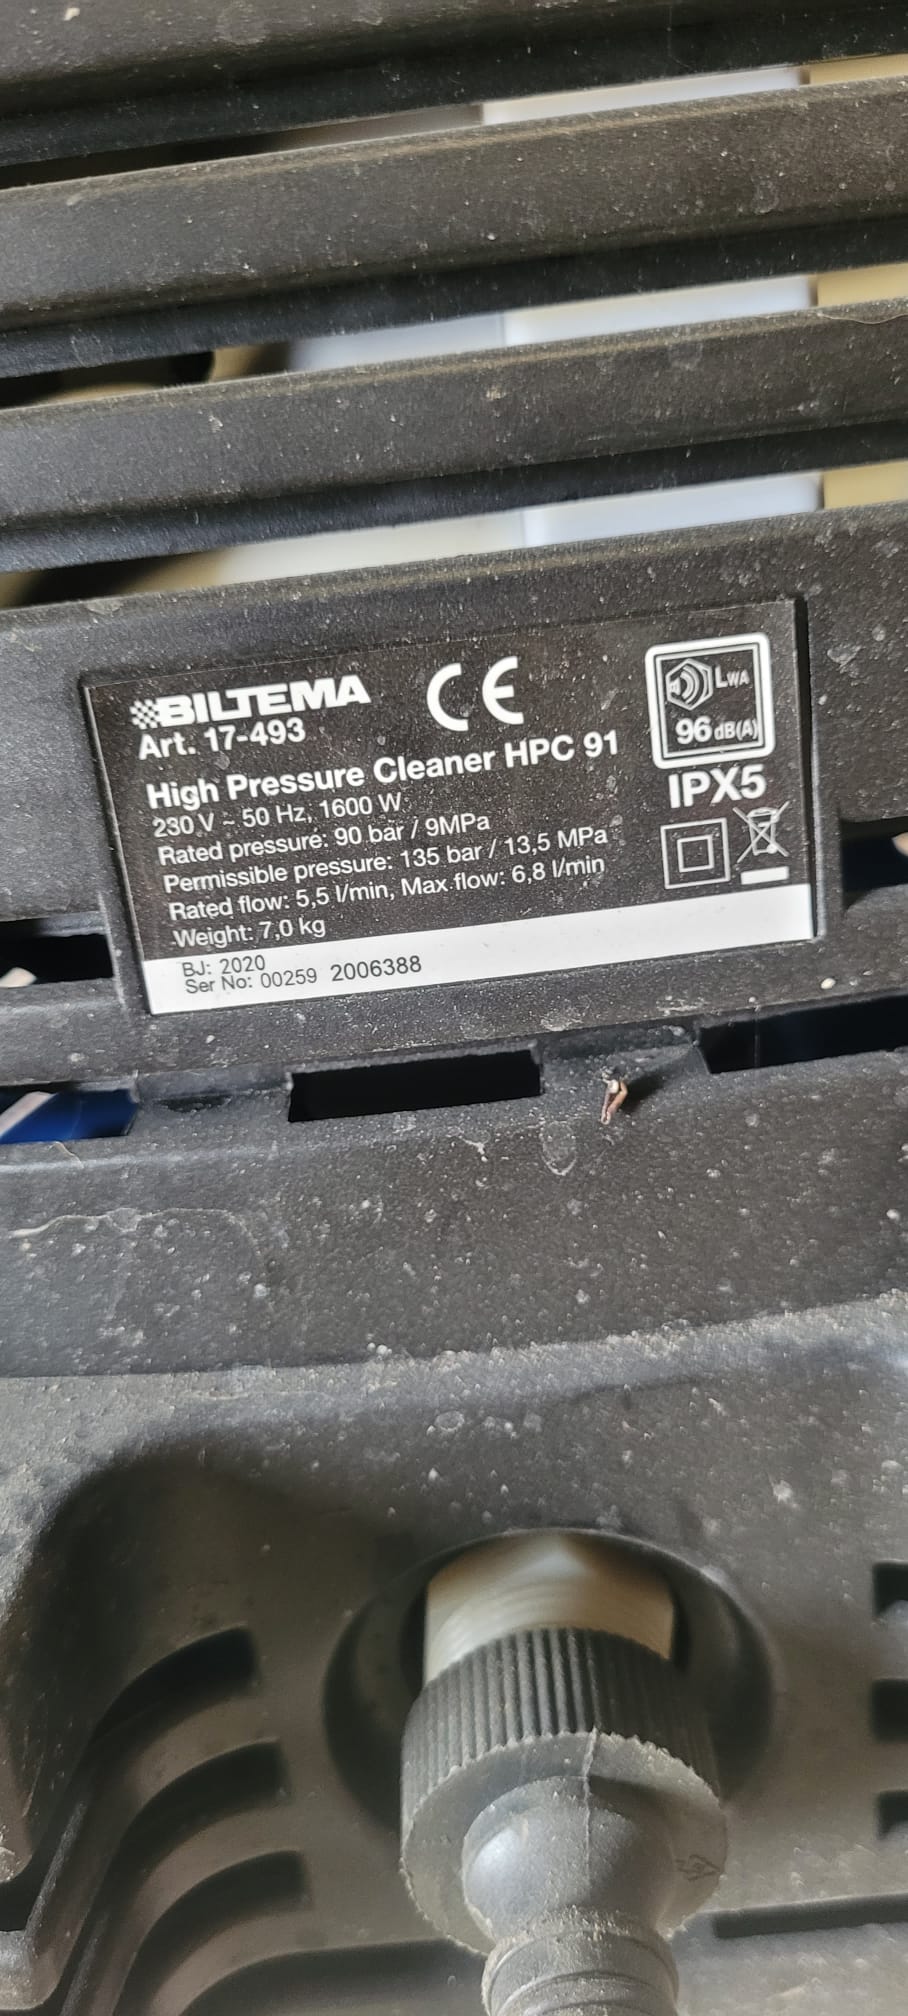 BILTEMA
Art. 17-493
High Pressure Cleaner HPC 91
230 V ~ 50 Hz, 1600 W
Rated pressure: 90 bar / 9MPa
Permissible pressure: 135 bar / 13,5 MPa
Rated flow: 5,5 l/min, Max.flow: 6,8 l/min
Weight: 7,0 kg
BJ: 2020
Ser No: 00259 2006388
CE
LWA
96 dB(A)
IPX5